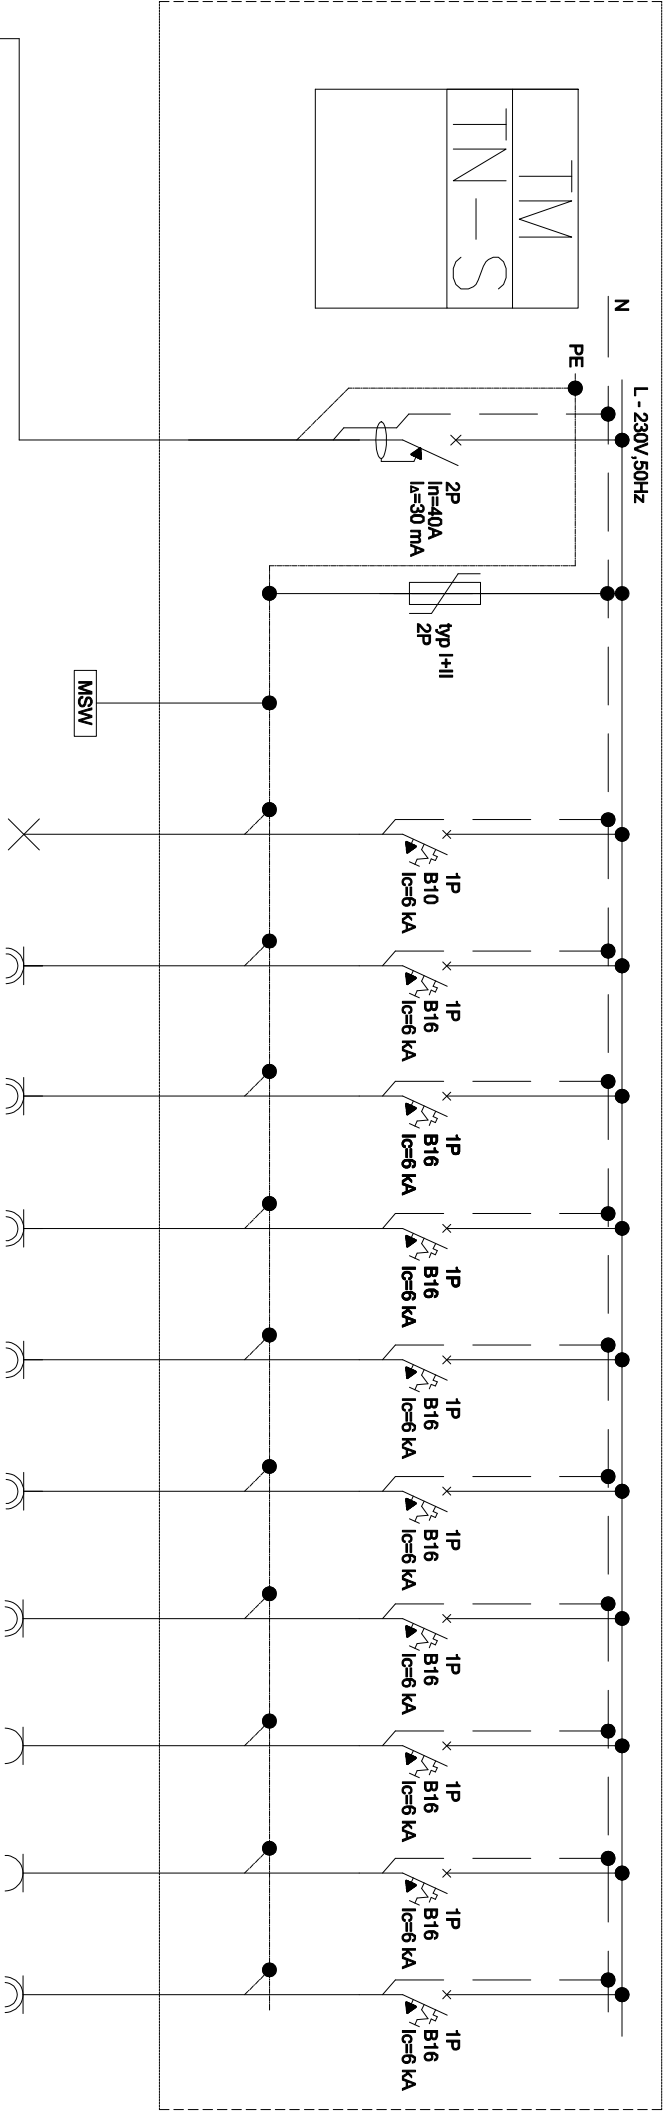 TM
TN-S
N
L - 230V,50Hz
PE
2P
In=40A
IΔ=30 mA
typ I+II
2P
MSW
1P
B10
Ic=6 kA
1P
B16
Ic=6 kA
1P
B16
Ic=6 kA
1P
B16
Ic=6 kA
1P
B16
Ic=6 kA
1P
B16
Ic=6 kA
1P
B16
Ic=6 kA
1P
B16
Ic=6 kA
1P
B16
Ic=6 kA
1P
B16
Ic=6 kA